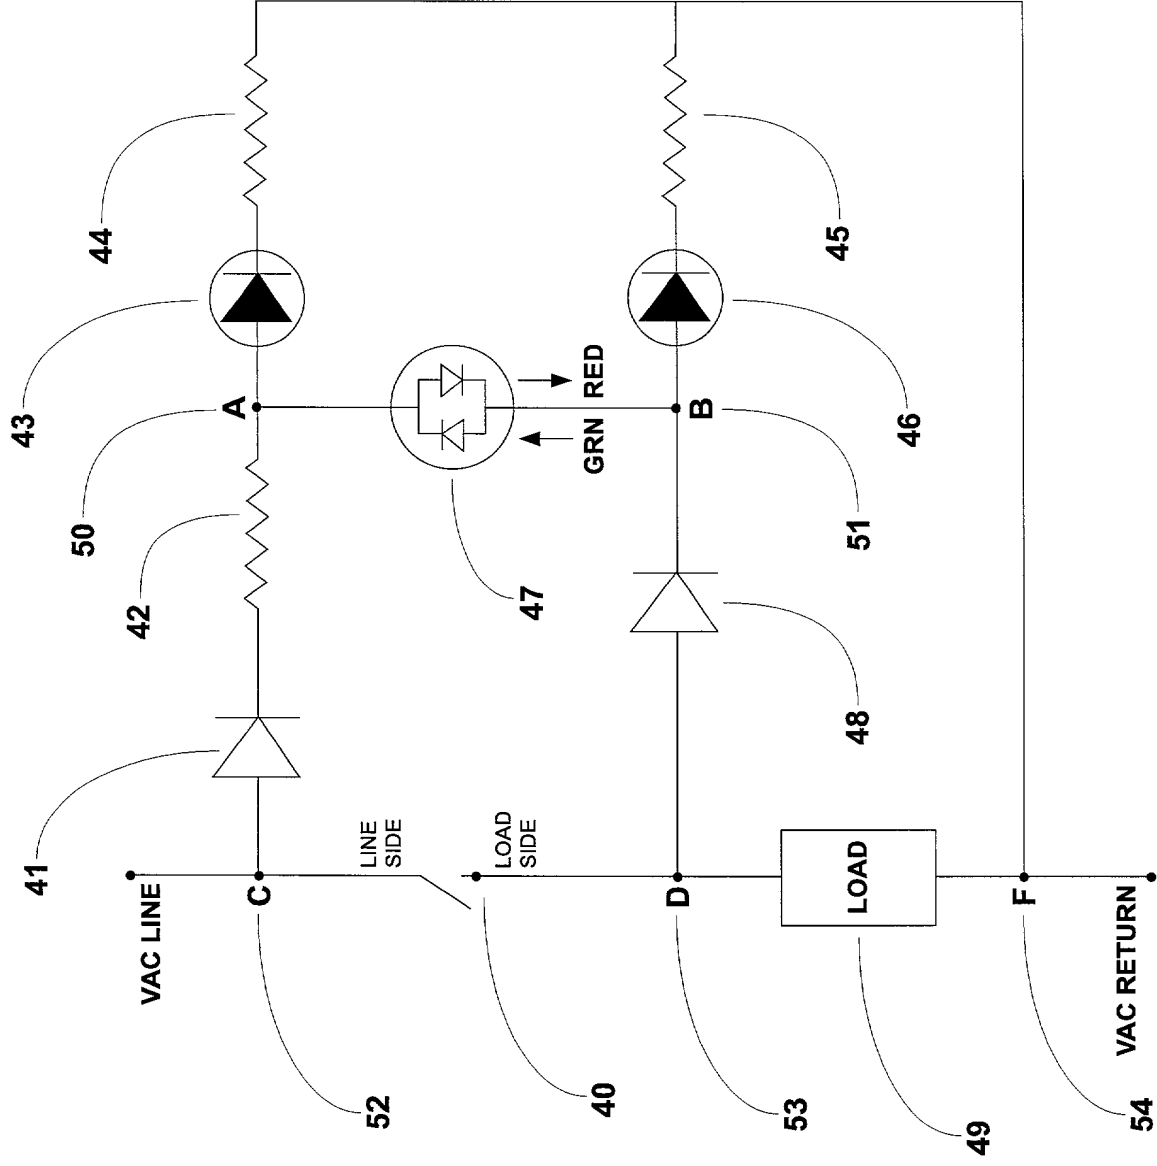 43
41
50
44
42
VAC LINE
A
C
LINE
SIDE
52
LOAD
SIDE
47
GRN RED
40
D
B
53
45
LOAD
48
51
46
49
F
VAC RETURN
54